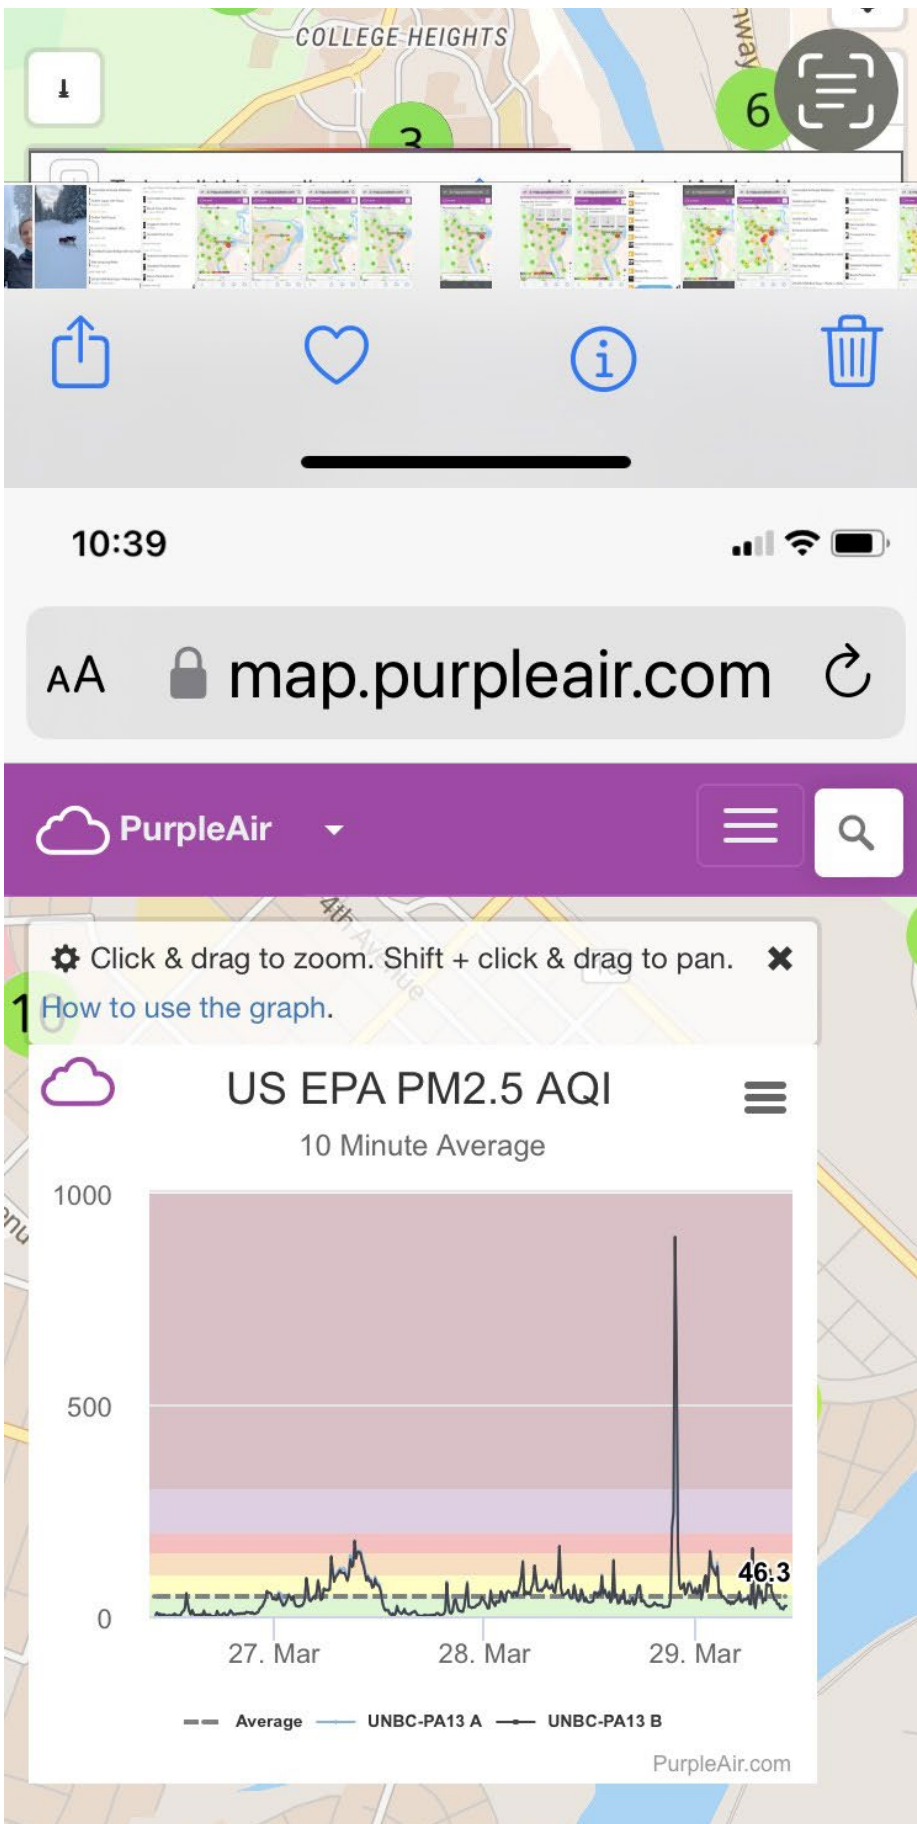 COLLEGE HEIGHTS
3
6
10:39
AA map.purpleair.com
PurpleAir
4th Avenue
Click & drag to zoom. Shift + click & drag to pan.
How to use the graph.
US EPA PM2.5 AQI
10 Minute Average
1000
500
0
46.3
27. Mar
28. Mar
29. Mar
Average
UNBC-PA13 A
UNBC-PA13 B
PurpleAir.com